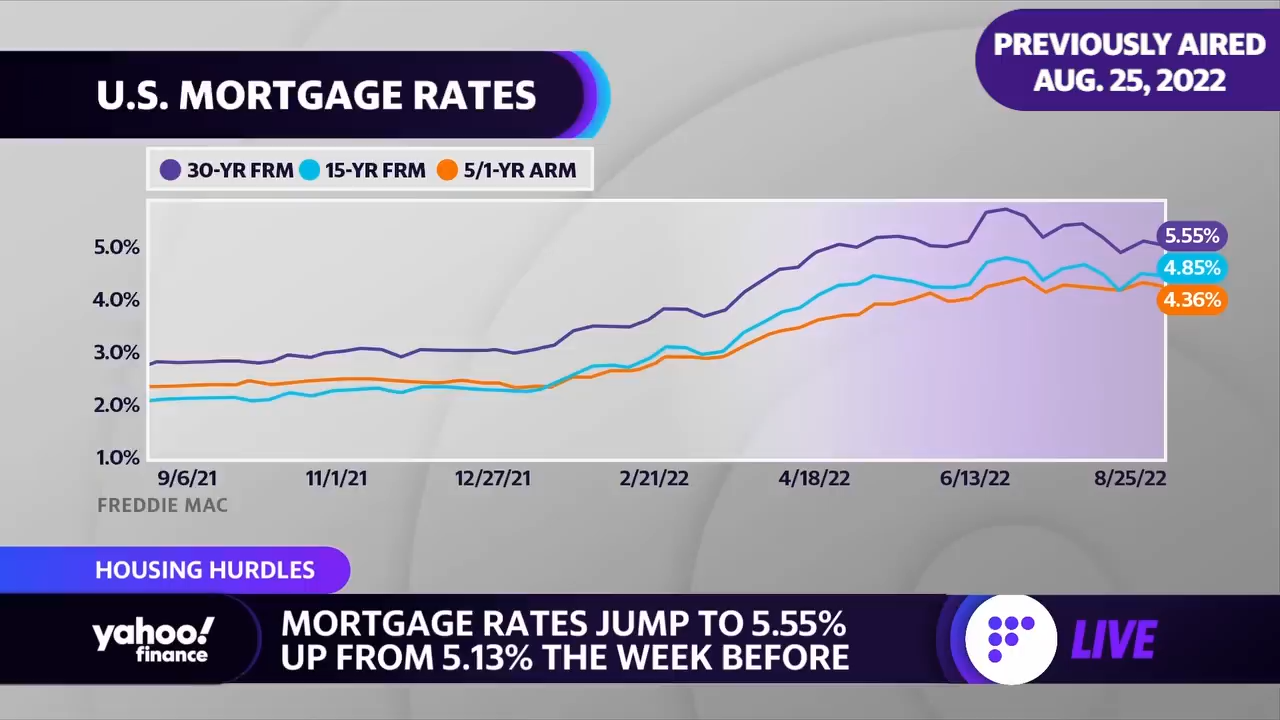 PREVIOUSLY AIRED
AUG. 25, 2022
U.S. MORTGAGE RATES
30-YR FRM 15-YR FRM 5/1-YR ARM
5.0%
4.0%
3.0%
2.0%
1.0%
5.55%
4.85%
4.36%
9/6/21 11/1/21 12/27/21 2/21/22 4/18/22 6/13/22 8/25/22
FREDDIE MAC
HOUSING HURDLES
yahoo!
finance
MORTGAGE RATES JUMP TO 5.55%
UP FROM 5.13% THE WEEK BEFORE
LIVE